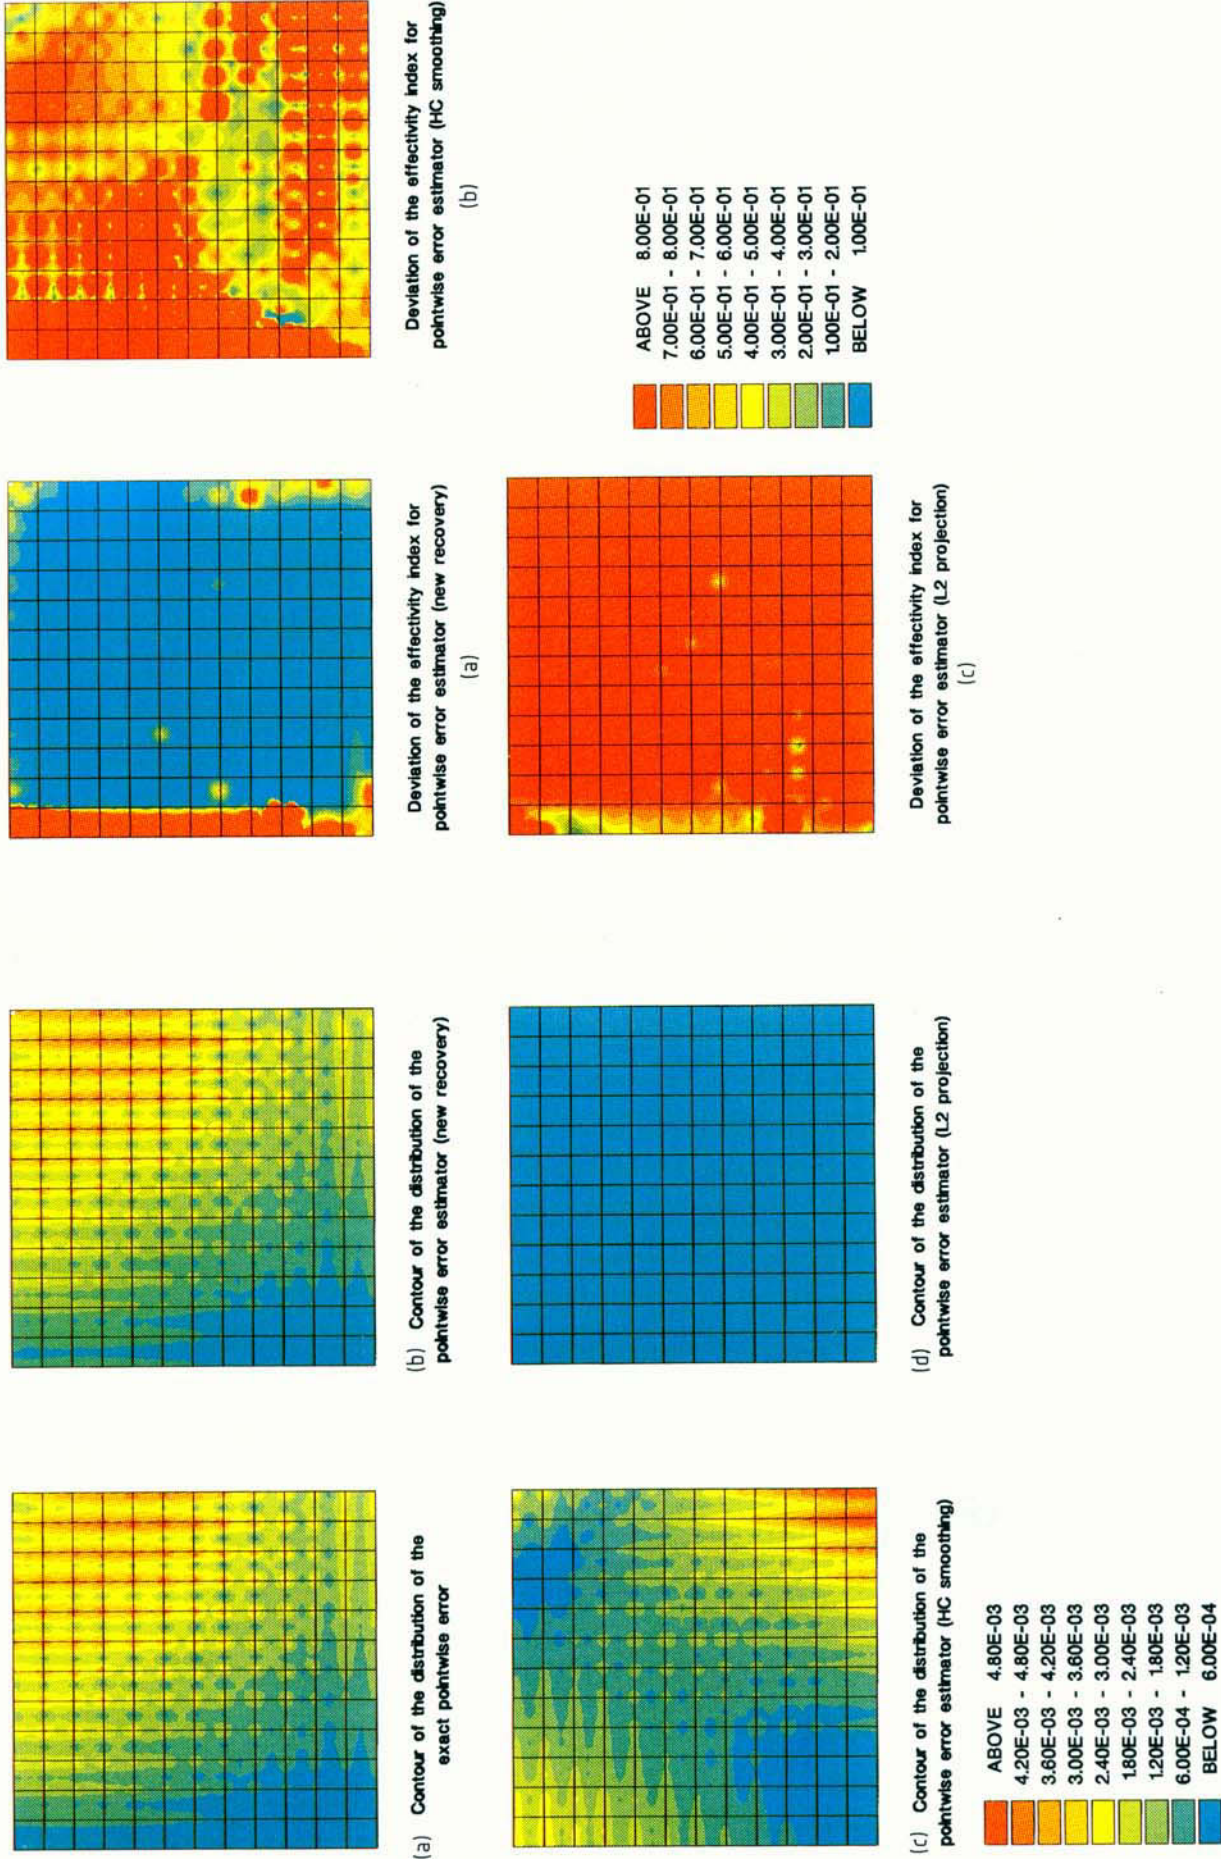 (a) Contour of the distribution of the
exact pointwise error
(b) Contour of the distribution of the
pointwise error estimator (new recovery)
(c) Contour of the distribution of the
pointwise error estimator (HC smoothing)
(d) Contour of the distribution of the
pointwise error estimator (L2 projection)
ABOVE 4.80E-03
4.20E-03 - 4.80E-03
3.60E-03 - 4.20E-03
3.00E-03 - 3.60E-03
2.40E-03 - 3.00E-03
1.80E-03 - 2.40E-03
1.20E-03 - 1.80E-03
6.00E-04 - 1.20E-03
BELOW 6.00E-04
Deviation of the effectivity index for
pointwise error estimator (new recovery)
(a)
Deviation of the effectivity index for
pointwise error estimator (HC smoothing)
(b)
Deviation of the effectivity index for
pointwise error estimator (L2 projection)
(c)
ABOVE 8.00E-01
7.00E-01 - 8.00E-01
6.00E-01 - 7.00E-01
5.00E-01 - 6.00E-01
4.00E-01 - 5.00E-01
3.00E-01 - 4.00E-01
2.00E-01 - 3.00E-01
1.00E-01 - 2.00E-01
BELOW 1.00E-01